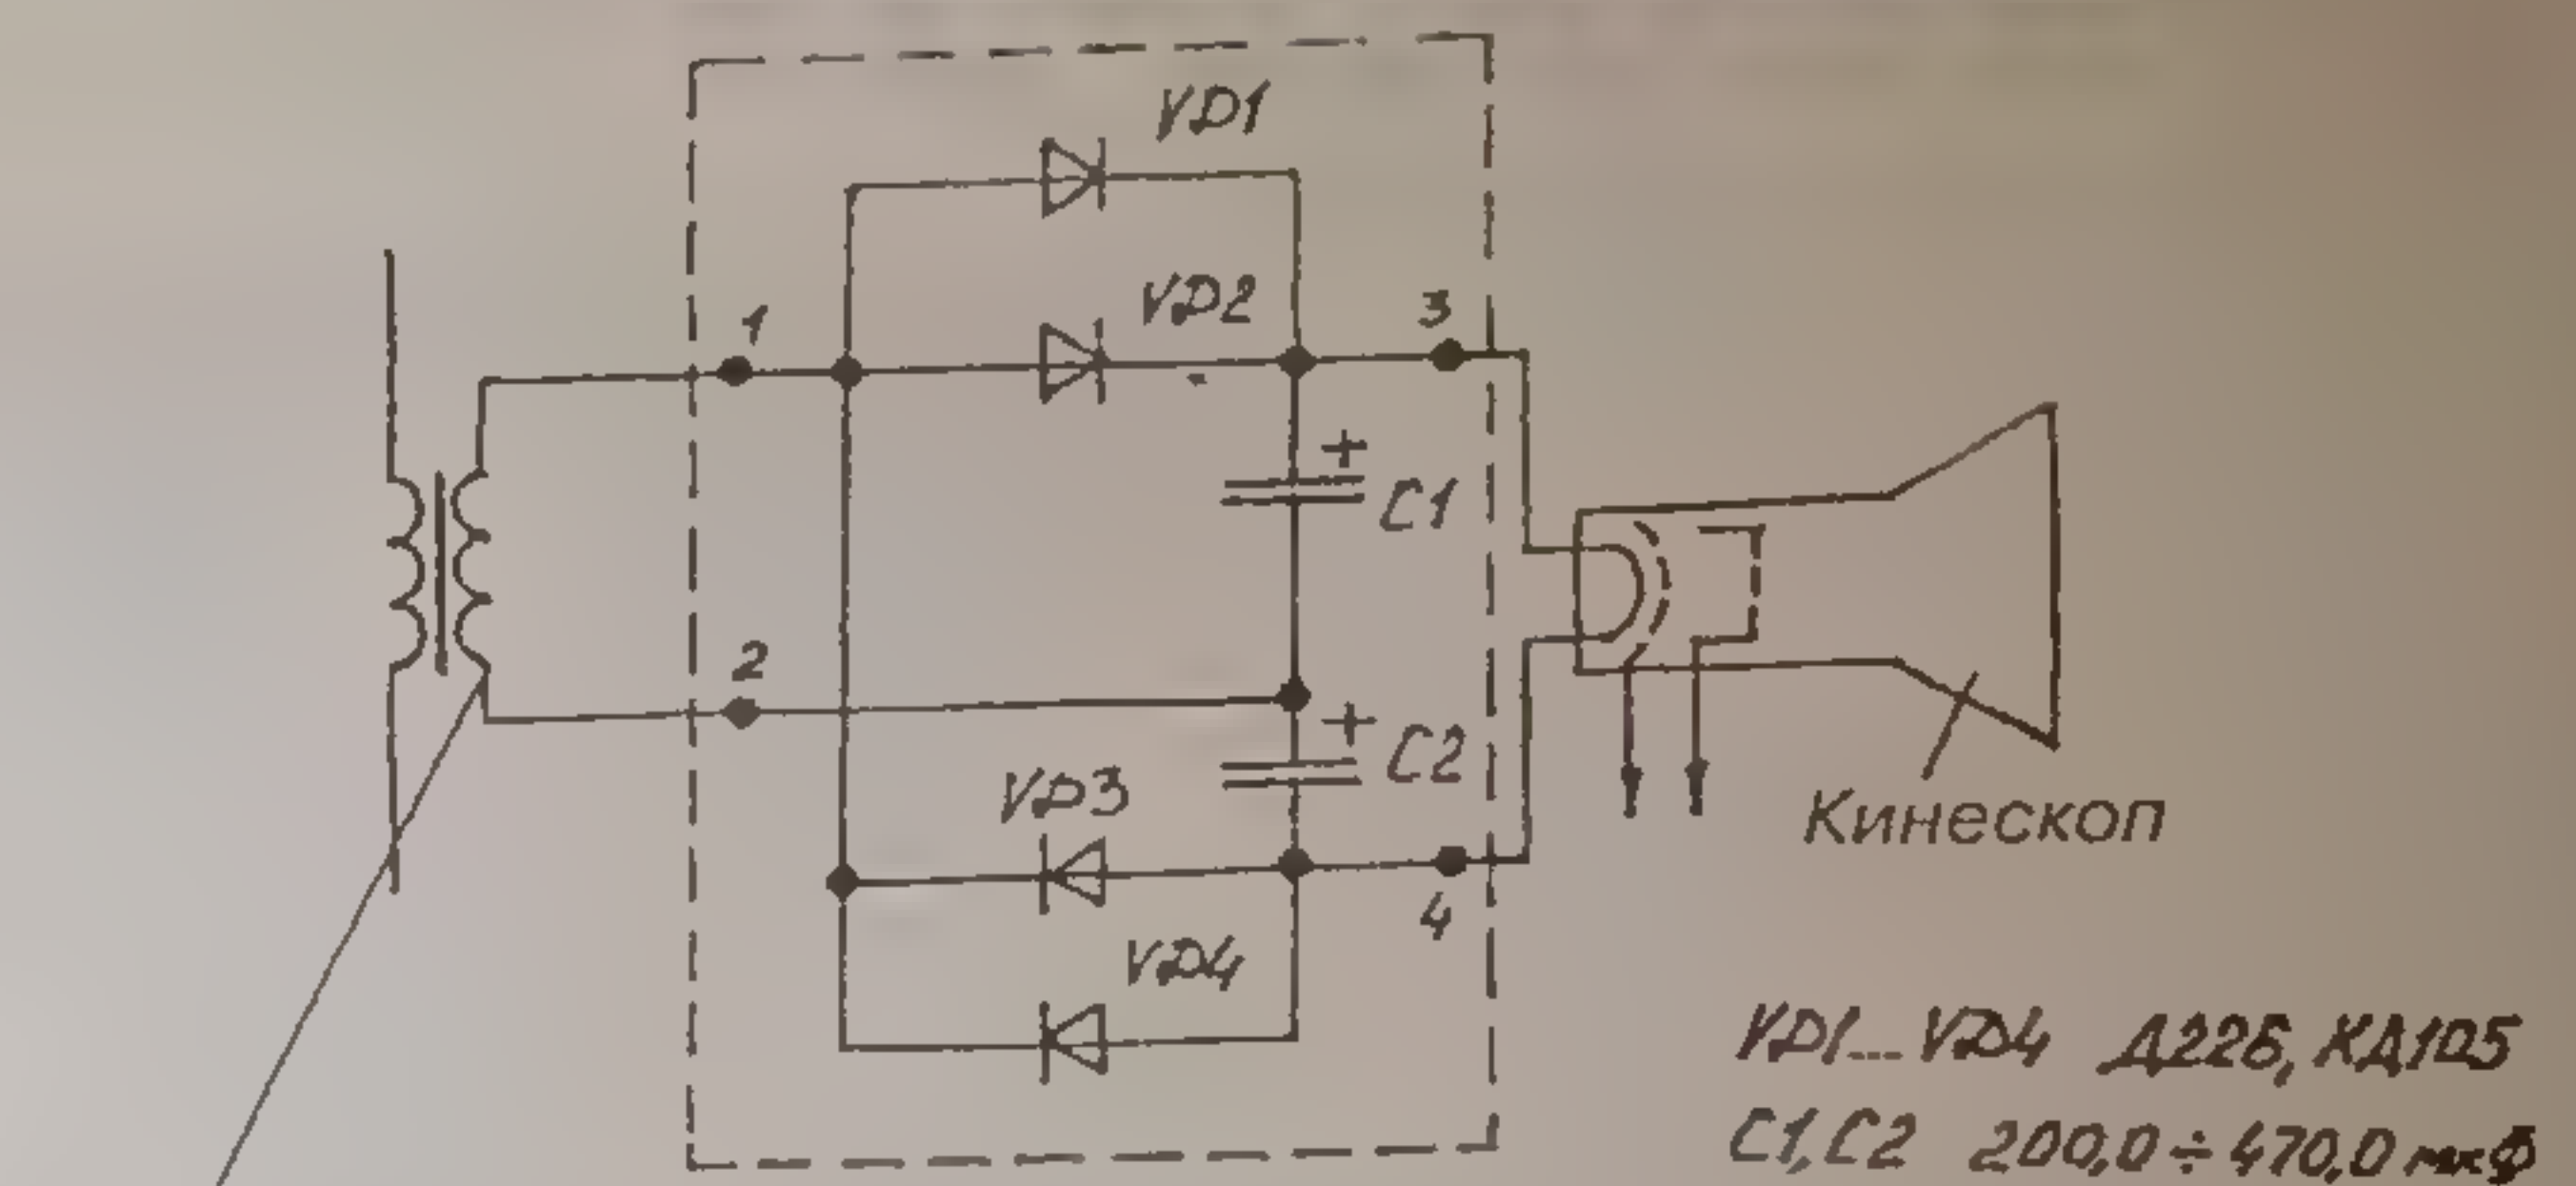 VD1
VD2
1
3
+
C1
2
+
C2
VD3
4
VD4
Кинескоп
VD1... VD4 Д226, КД105
C1, C2 200,0 ÷ 470,0 мкФ